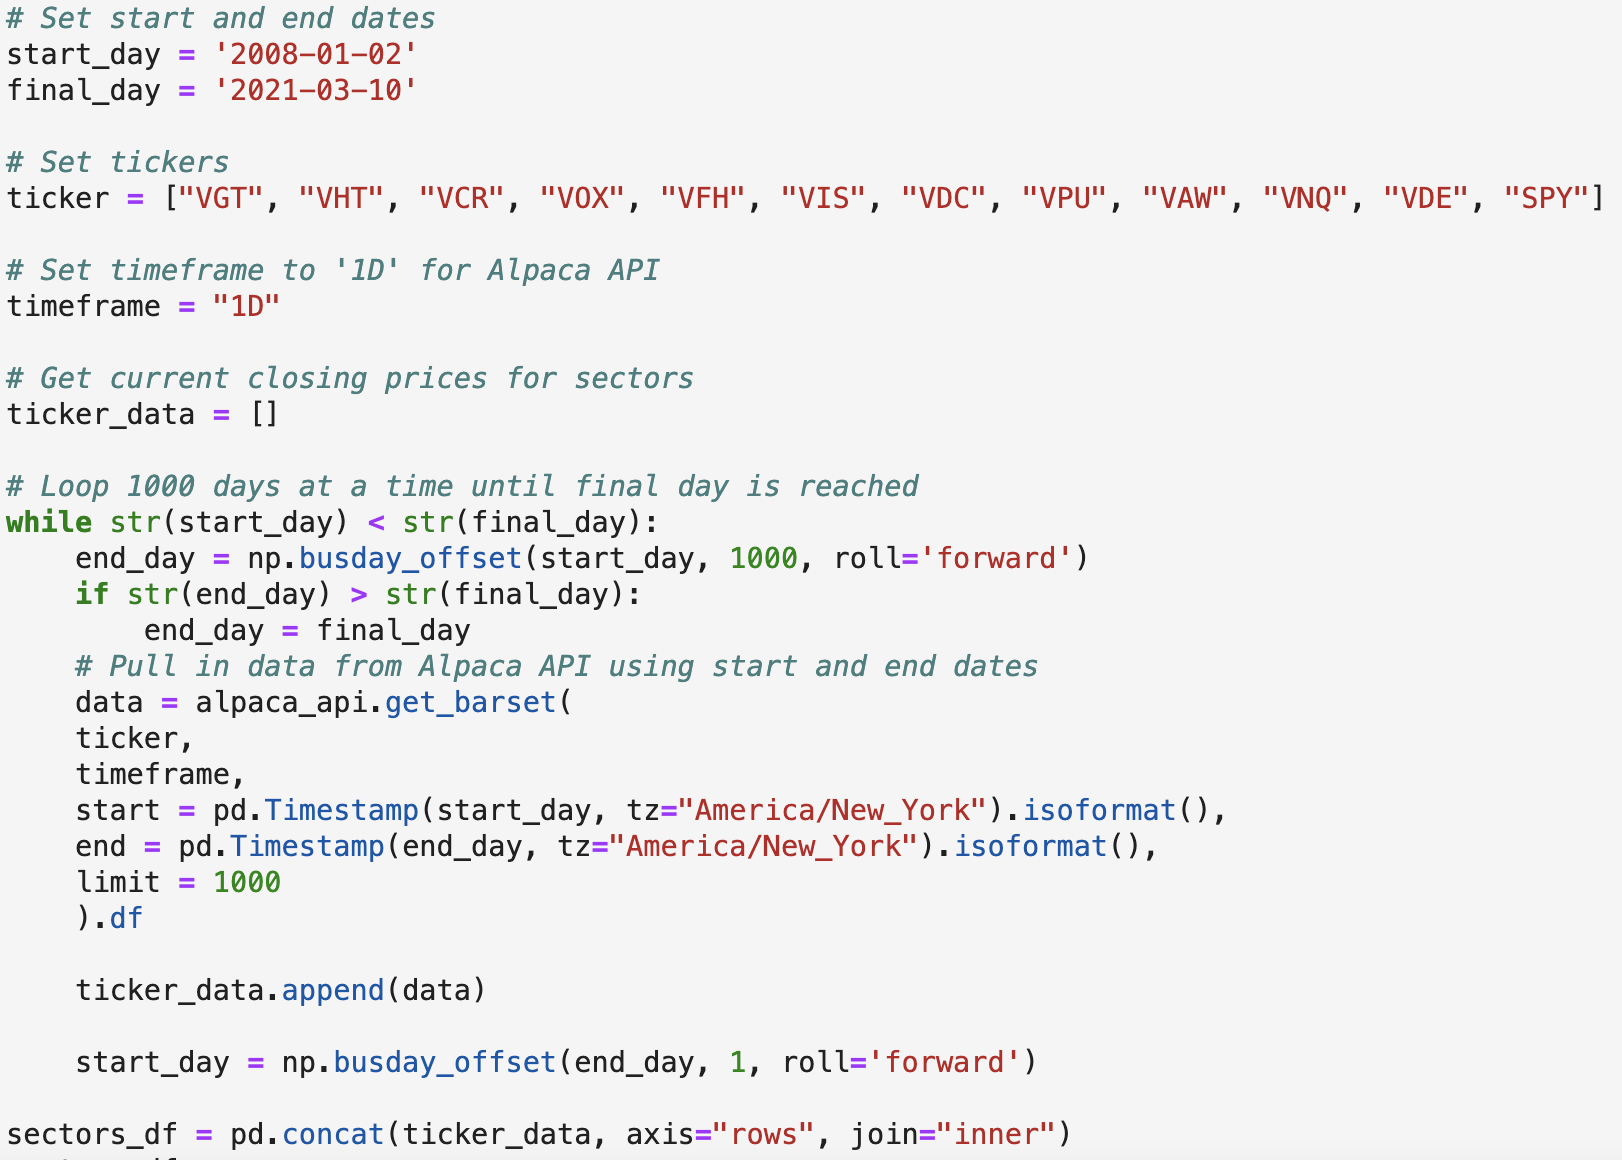 # Set start and end dates
start_day = '2008-01-02'
final_day = '2021-03-10'
# Set tickers
ticker = ["VGT", "VHT", "VCR", "VOX", "VFH", "VIS", "VDC", "VPU", "VAW", "VNQ", "VDE", "SPY"]
# Set timeframe to '1D' for Alpaca API
timeframe = "1D"
# Get current closing prices for sectors
ticker_data = []
# Loop 1000 days at a time until final day is reached
while str(start_day) < str(final_day):
    end_day = np.busday_offset(start_day, 1000, roll='forward')
    if str(end_day) > str(final_day):
        end_day = final_day
    # Pull in data from Alpaca API using start and end dates
    data = alpaca_api.get_barset(
    ticker,
    timeframe,
    start = pd.Timestamp(start_day, tz="America/New_York").isoformat(),
    end = pd.Timestamp(end_day, tz="America/New_York").isoformat(),
    limit = 1000
    ).df
    ticker_data.append(data)
    start_day = np.busday_offset(end_day, 1, roll='forward')
sectors_df = pd.concat(ticker_data, axis="rows", join="inner")